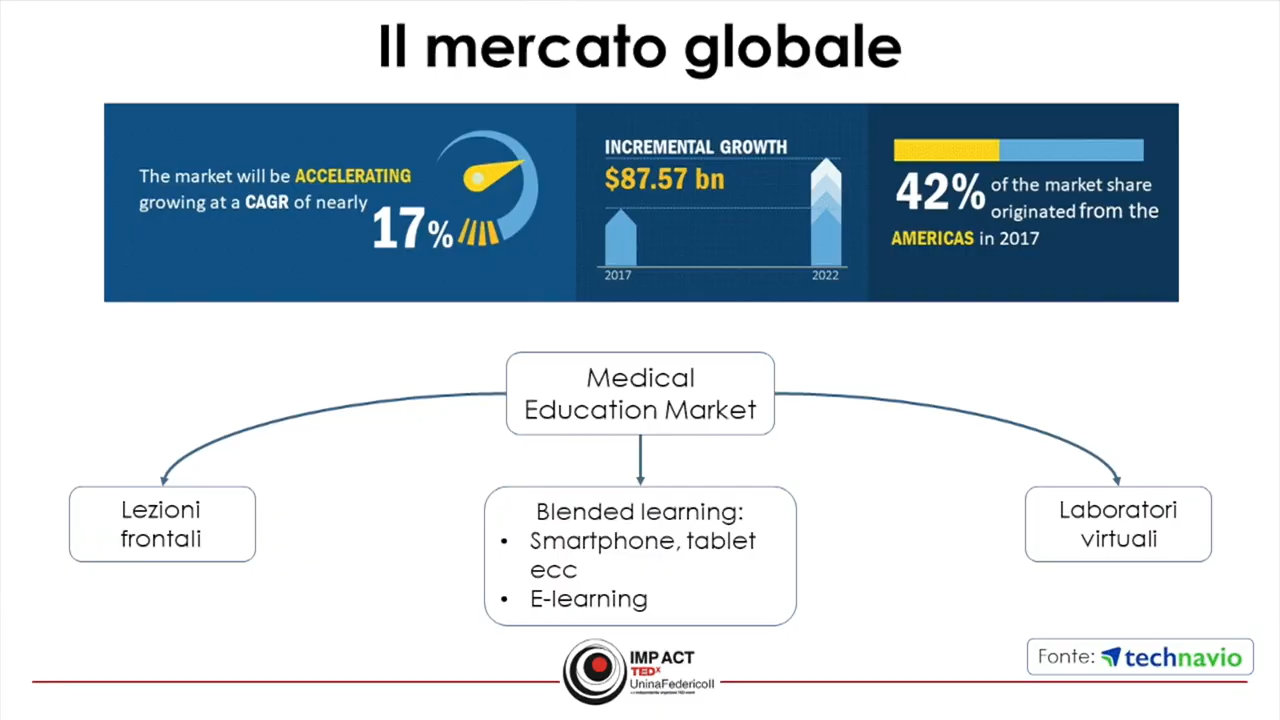 Il mercato globale
The market will be ACCELERATING
growing at a CAGR of nearly
17%
INCREMENTAL GROWTH
$87.57 bn
2017
2022
42% of the market share
originated from the
AMERICAS in 2017
Medical
Education Market
Lezioni
frontali
Blended learning:
• Smartphone, tablet
ecc
• E-learning
Laboratori
virtuali
IMPACT
TEDx
UninaFedericoII
Fonte: technavio